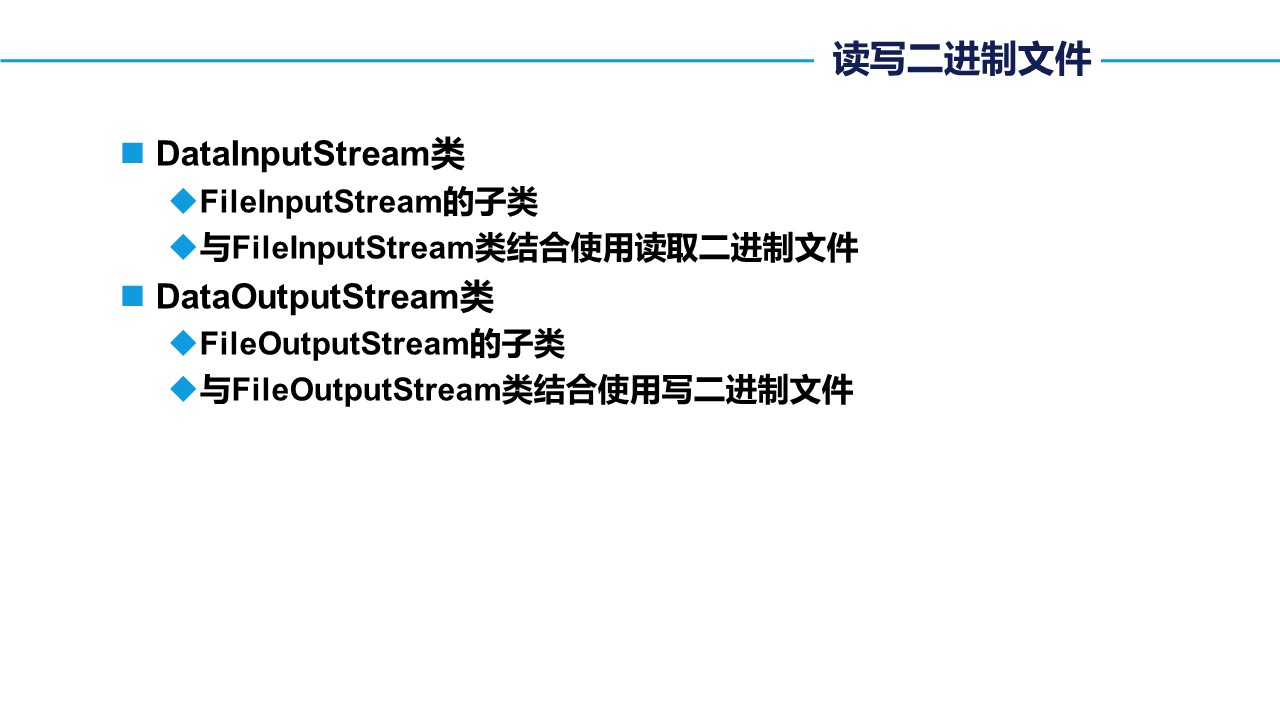 读写二进制文件
DataInputStream类
FileInputStream的子类
与FileInputStream类结合使用读取二进制文件
DataOutputStream类
FileOutputStream的子类
与FileOutputStream类结合使用写二进制文件